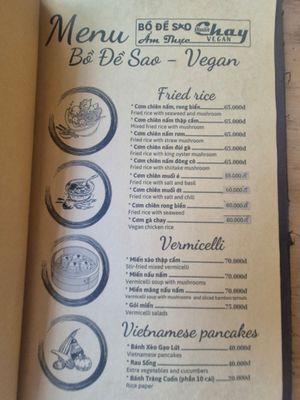 Menu
BỒ ĐỀ SAO
Quán Chay
Ẩm Thực VEGAN
Bồ Đề Sao - Vegan
Fried rice
* Cơm chiên nấm, rong biển 65.000đ
Fried rice with seaweed and mushroom
* Cơm chiên nấm thập cẩm 65.000đ
Mixed fried rice with mushroom
* Cơm chiên nấm rơm 65.000đ
Fried rice with straw mushroom
* Cơm chiên nấm đùi gà 65.000đ
Fried rice with king oyster mushroom
* Cơm chiên nấm đông cô 65.000đ
Fried rice with shiitake mushroom
* Cơm chiên muối é
Fried rice with salt and basil
* Cơm chiên muối ớt 60.000đ
Fried rice with salt and chili
* Cơm chiên rong biển 60.000đ
Fried rice with seaweed
* Cơm gà chay 60.000đ
Vegan chicken rice
Vermicelli
* Miến xào thập cẩm 70.000đ
Stir-fried mixed vermicelli
* Miến nấu nấm 70.000đ
Vermicelli soup with mushrooms
* Miến măng nấu nấm 70.000đ
Vermicelli soup with mushrooms and sliced bamboo sprouts
* Gỏi miến 75.000đ
Vermicelli salads
Vietnamese pancakes
* Bánh Xèo Gạo Lứt 40.000đ
Vietnamese pancakes
* Rau Sống 40.000đ
Extra vegetables and cucumbers
* Bánh Tráng Cuốn (phần 10 cái) 20.000đ
Rice paper